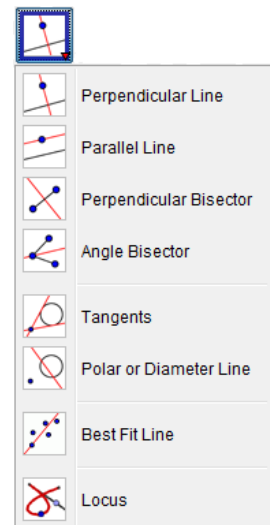 Perpendicular Line
Parallel Line
Perpendicular Bisector
Angle Bisector
Tangents
Polar or Diameter Line
Best Fit Line
Locus